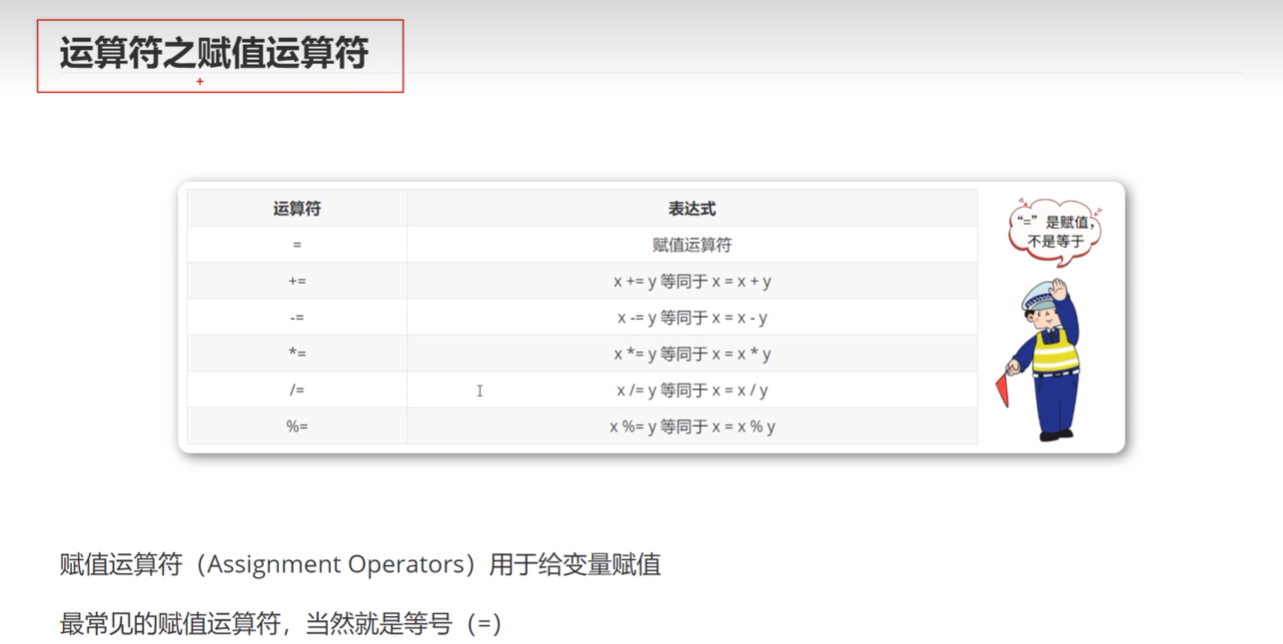 运算符之赋值运算符
运算符 表达式
= 赋值运算符
+= x += y 等同于 x = x + y
-= x -= y 等同于 x = x - y
*= x *= y 等同于 x = x * y
/= x /= y 等同于 x = x / y
%= x %= y 等同于 x = x % y
“=”是赋值,
不是等于
赋值运算符（Assignment Operators）用于给变量赋值
最常见的赋值运算符，当然就是等号（=）